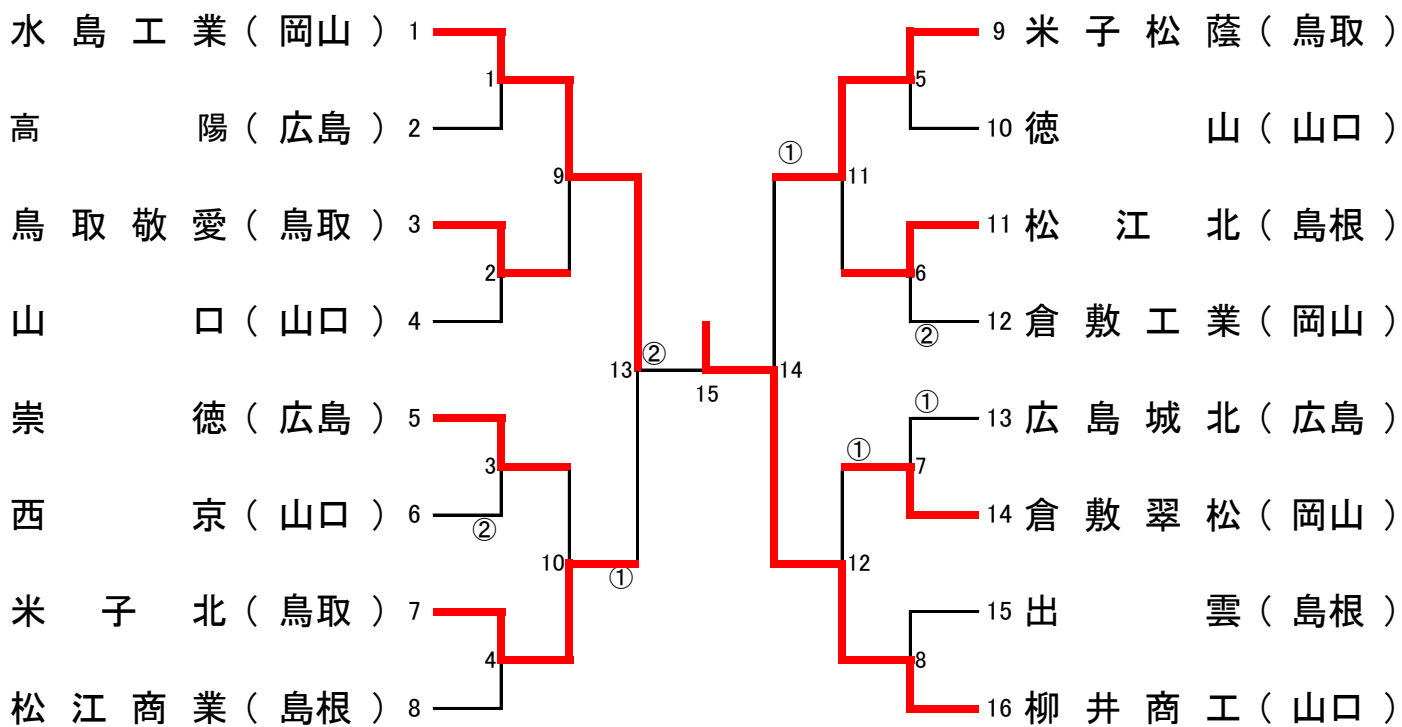 水島工業(岡山) 1
高陽(広島) 2
鳥取敬愛(鳥取) 3
山口(山口) 4
崇徳(広島) 5
西京(山口) 6
米子北(鳥取) 7
松江商業(島根) 8
1
2
3
②
4
9
10
①
13
②
15
14
①
11
12
①
5
6
②
①
7
8
9 米子松蔭(鳥取)
10 徳山(山口)
11 松江北(島根)
12 倉敷工業(岡山)
13 広島城北(広島)
14 倉敷翠松(岡山)
15 出雲(島根)
16 柳井商工(山口)